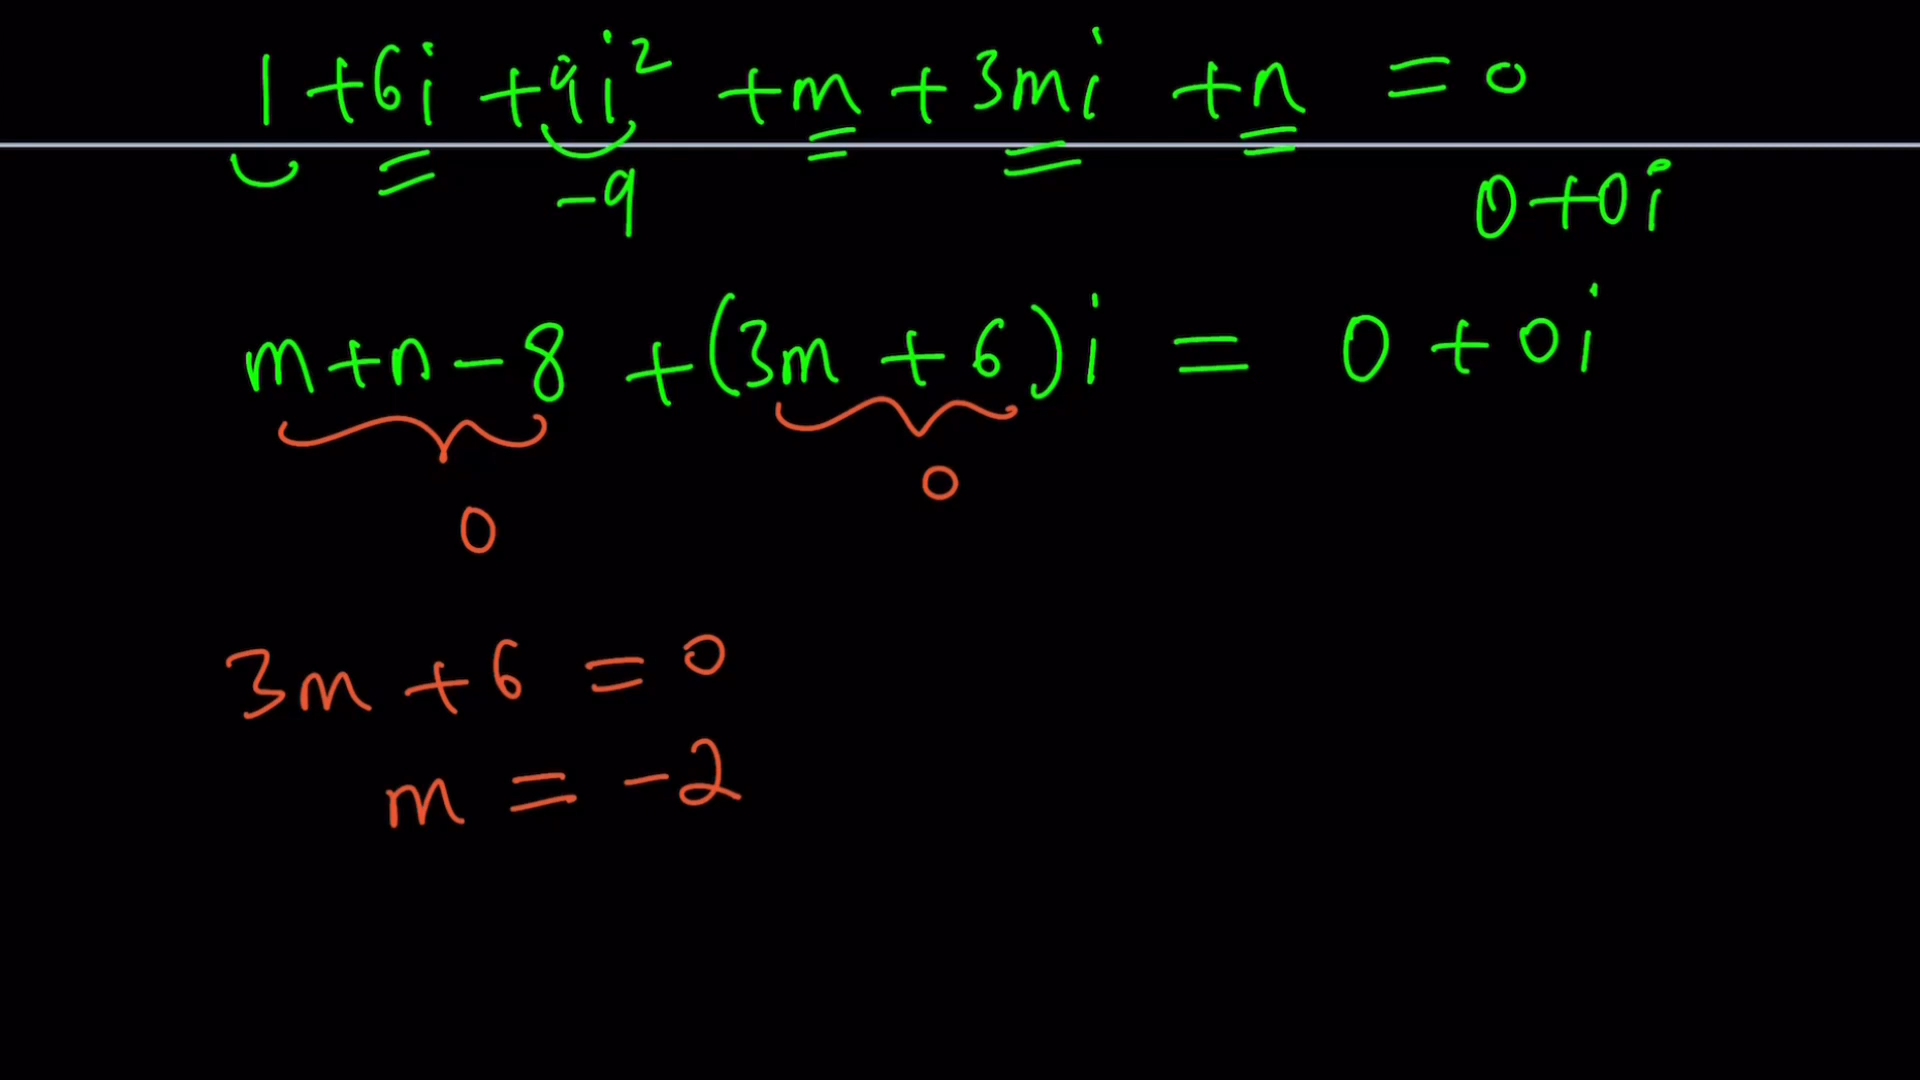 1 + 6i + 9i² + m + 3mi + n = 0
-9
0 + 0i
m + n - 8 + (3m + 6)i = 0 + 0i
0
0
3m + 6 = 0
m = -2